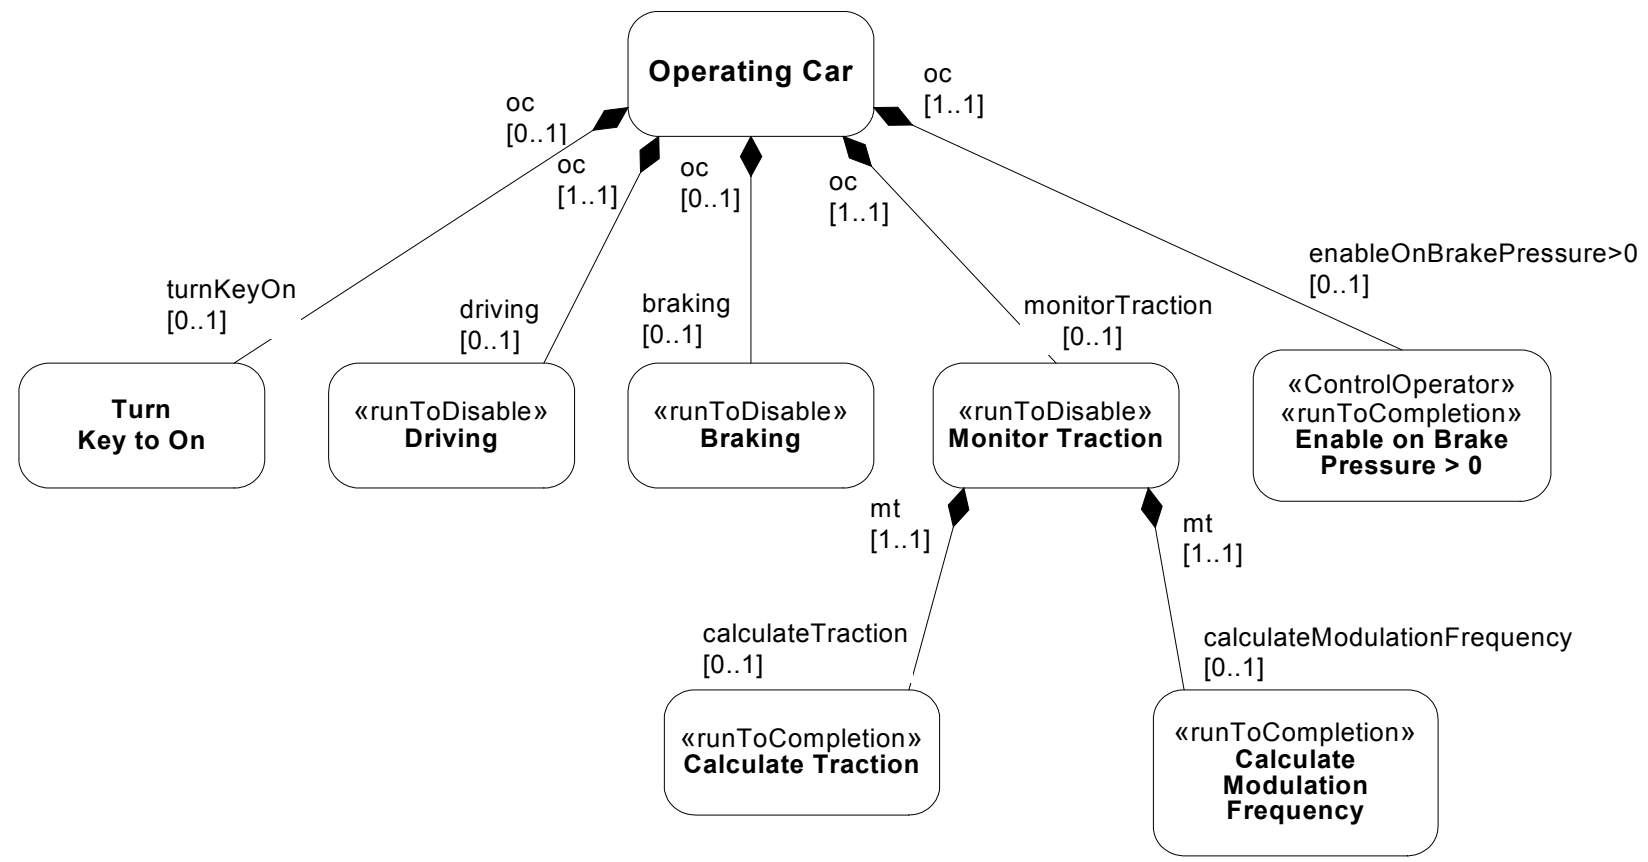 Operating Car
oc
[0..1]
oc
[1..1]
oc
[0..1]
oc
[1..1]
oc
[1..1]
turnKeyOn
[0..1]
driving
[0..1]
braking
[0..1]
monitorTraction
[0..1]
enableOnBrakePressure>0
[0..1]
Turn
Key to On
«runToDisable»
Driving
«runToDisable»
Braking
«runToDisable»
Monitor Traction
«ControlOperator»
«runToCompletion»
Enable on Brake
Pressure > 0
mt
[1..1]
mt
[1..1]
calculateTraction
[0..1]
calculateModulationFrequency
[0..1]
«runToCompletion»
Calculate Traction
«runToCompletion»
Calculate
Modulation
Frequency